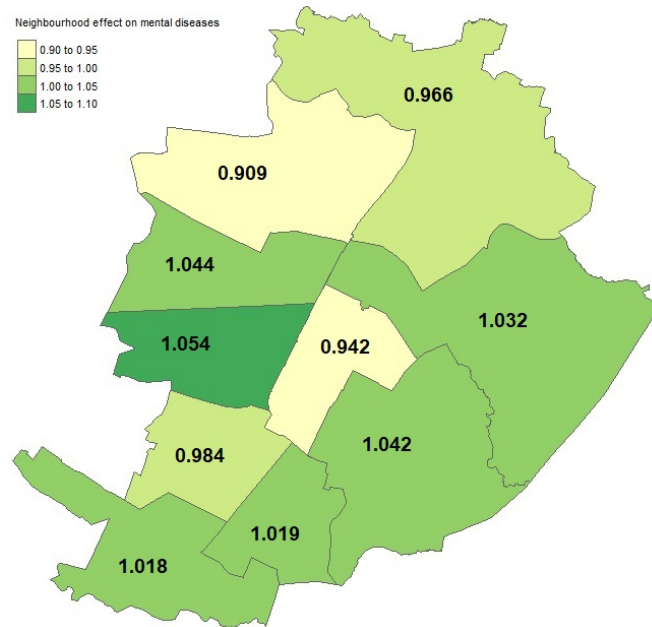 Neighbourhood effect on mental diseases
0.90 to 0.95
0.95 to 1.00
1.00 to 1.05
1.05 to 1.10
0.966
0.909
1.044
1.032
1.054
0.942
1.042
0.984
1.019
1.018